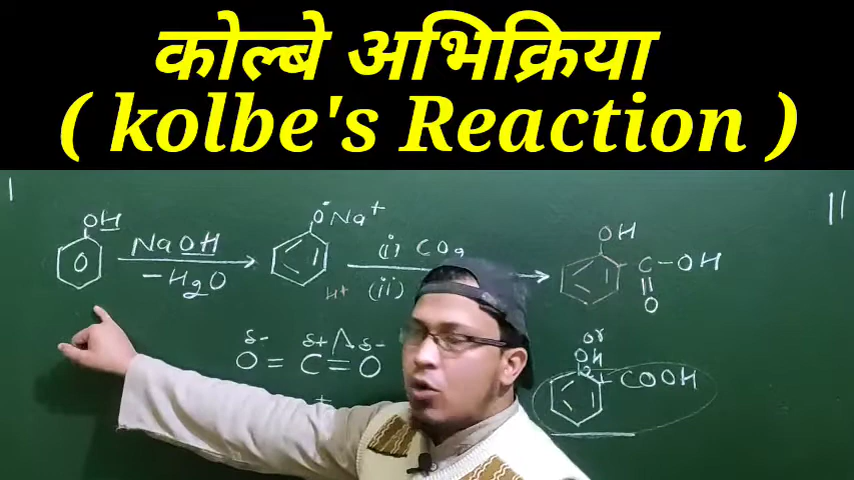 कोल्बे अभिक्रिया
( kolbe's Reaction )
I
II
OH
O
NaOH
-H2O
O⁻Na⁺
(i) CO2
(ii)
H⁺
OH
C-OH
O
δ- δ+ δ-
O=C=O
or
OH
COOH